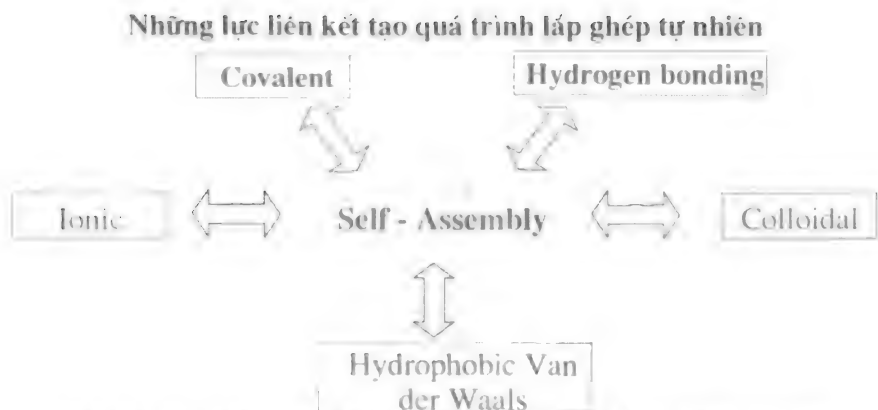 Những lực liên kết tạo quá trình lắp ghép tự nhiên
Covalent
Hydrogen bonding
Ionic
Self - Assembly
Colloidal
Hydrophobic Van
der Waals